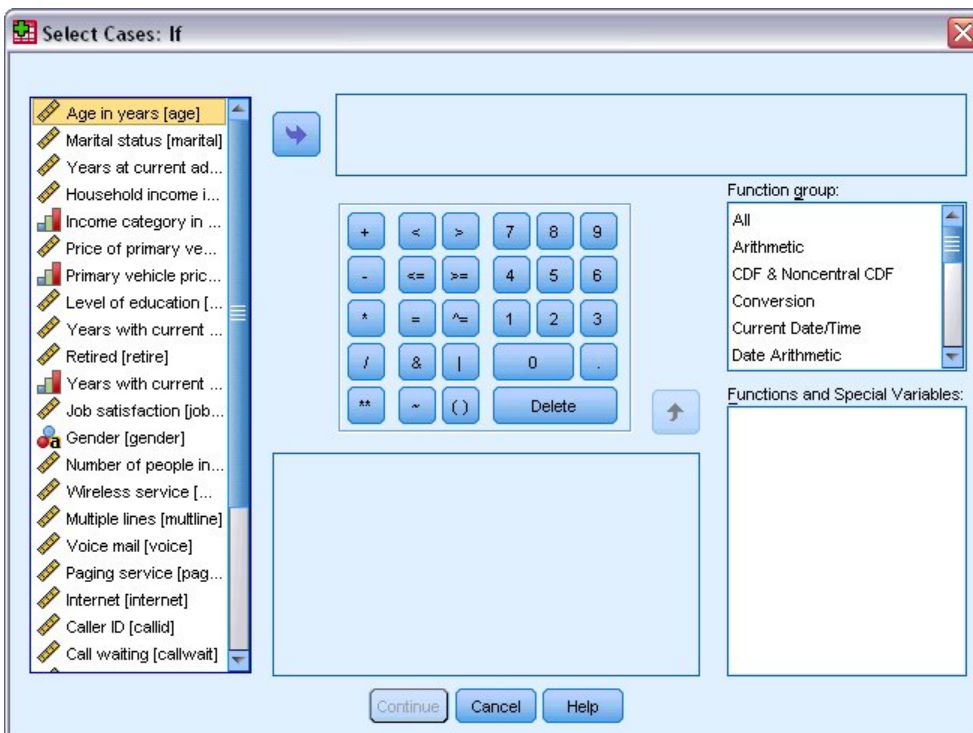 Select Cases: If
Age in years [age]
Marital status [marital]
Years at current ad...
Household income i...
Income category in ...
Price of primary ve...
Primary vehicle pric...
Level of education [...
Years with current ...
Retired [retire]
Years with current ...
Job satisfaction [job...
Gender [gender]
Number of people in...
Wireless service [...
Multiple lines [multline]
Voice mail [voice]
Paging service [pag...
Internet [internet]
Caller ID [callid]
Call waiting [callwait]
+ < > 7 8 9
- <= >= 4 5 6
* = ^= 1 2 3
/ & | 0 .
** ~ ( ) Delete
Function group:
All
Arithmetic
CDF & Noncentral CDF
Conversion
Current Date/Time
Date Arithmetic
Functions and Special Variables:
Continue Cancel Help